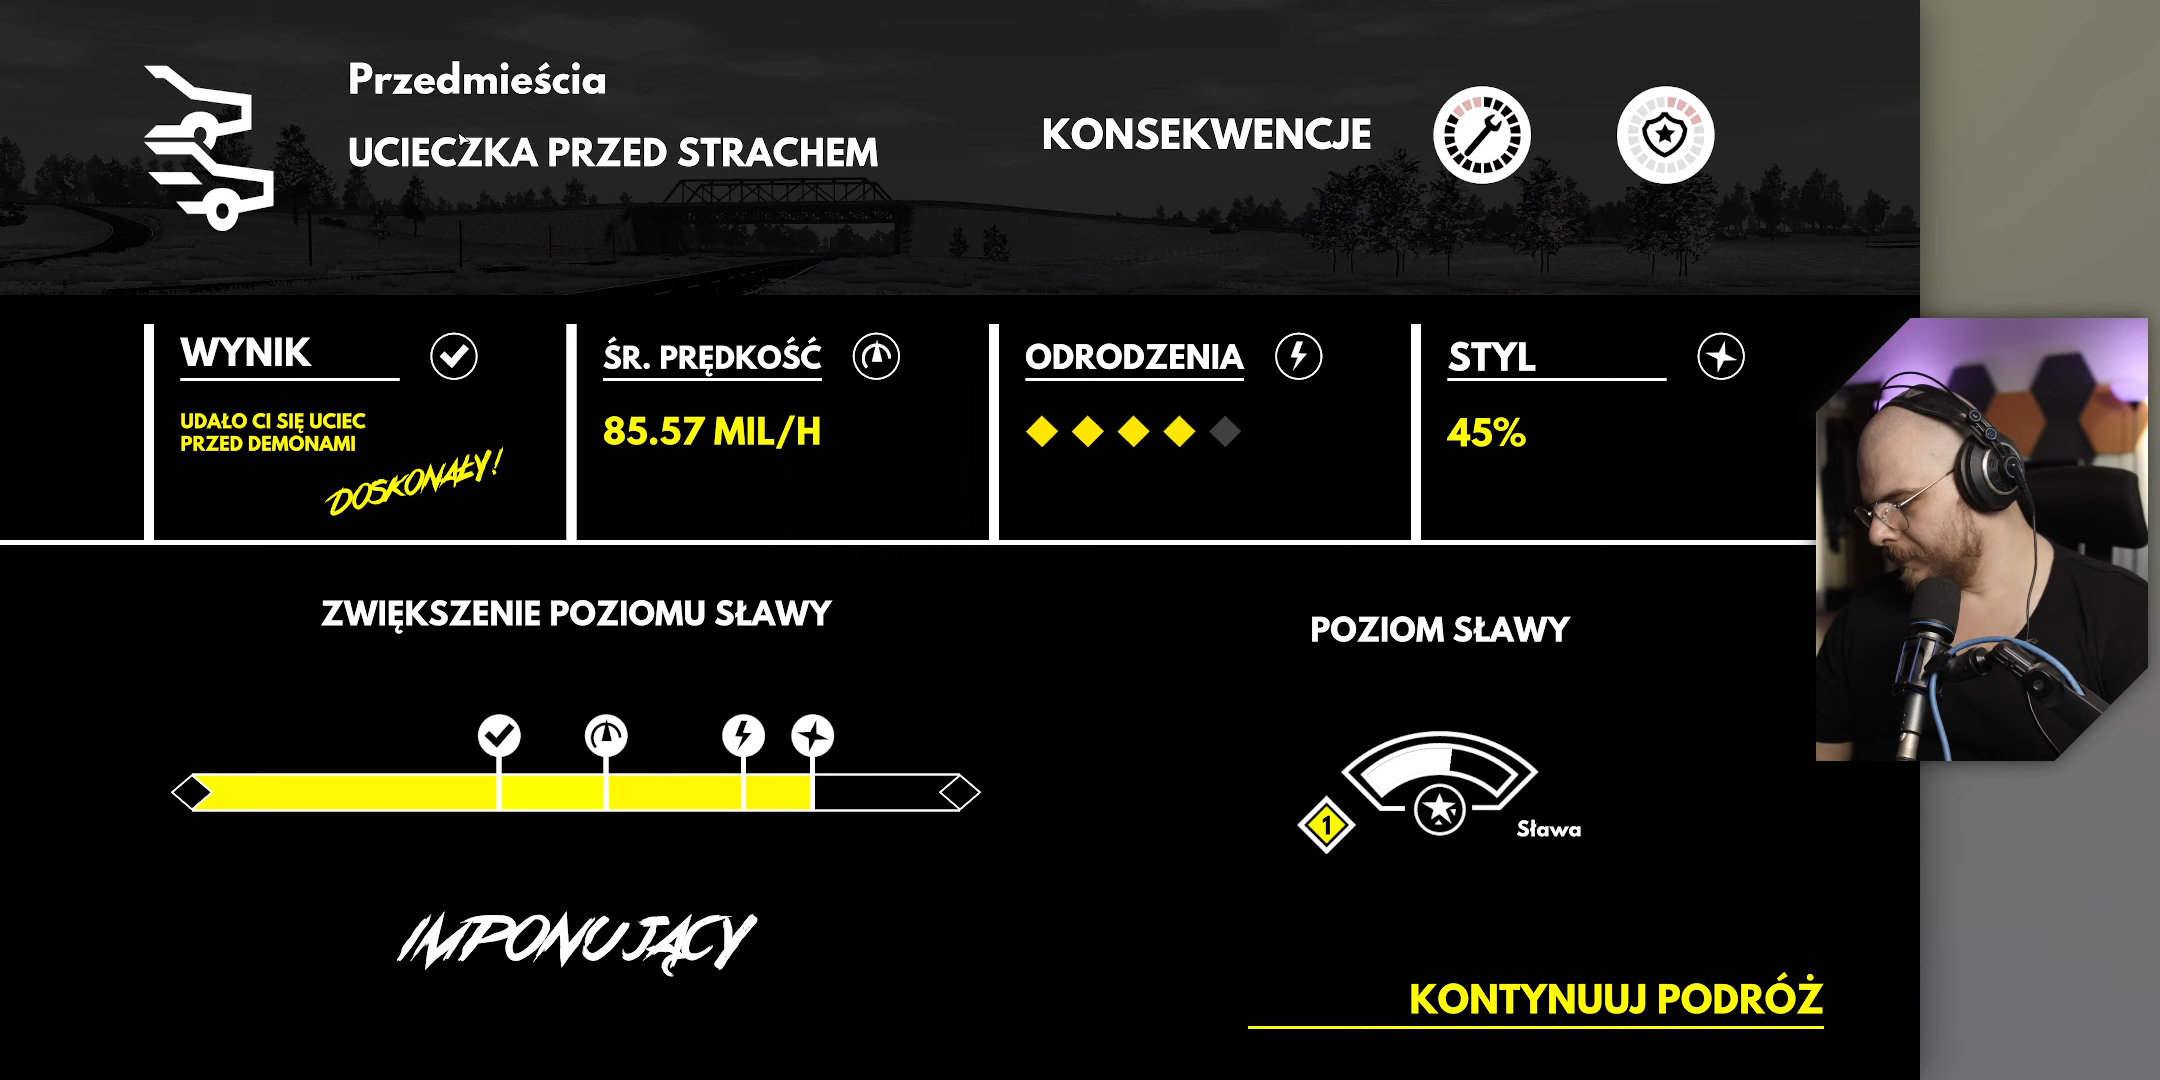 Przedmieścia
UCIECZKA PRZED STRACHEM
KONSEKWENCJE
WYNIK
UDAŁO CI SIĘ UCIEC
PRZED DEMONAMI
DOSKONAŁY!
ŚR. PRĘDKOŚĆ
85.57 MIL/H
ODRODZENIA
STYL
45%
ZWIĘKSZENIE POZIOMU SŁAWY
IMPONUJĄCY
POZIOM SŁAWY
1
Sława
KONTYNUUJ PODRÓŻ